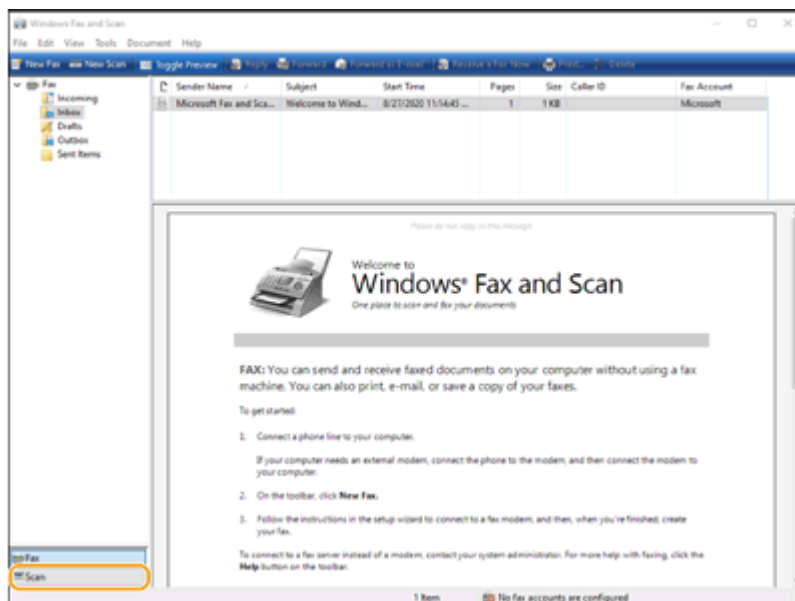 Windows Fax and Scan
File Edit View Tools Document Help
New Fax New Scan Toggle Preview Reply Forward Forward as E-mail Receive a Fax Now Print... Delete
Sender Name Subject Start Time Pages Size Caller ID Fax Account
Microsoft Fax and Sca... Welcome to Wind... 8/27/2020 11:14:45 ... 1 1 KB Microsoft
Fax
Incoming
Inbox
Drafts
Outbox
Sent Items
Please do not reply to this message
Welcome to
Windows® Fax and Scan
One place to scan and fax your documents
FAX: You can send and receive faxed documents on your computer without using a fax
machine. You can also print, e-mail, or save a copy of your faxes.
To get started:
1. Connect a phone line to your computer.
If your computer needs an external modem, connect the phone to the modem, and then connect the modem to
your computer.
2. On the toolbar, click New Fax.
3. Follow the instructions in the setup wizard to connect to a fax modem, and then, when you're finished, create
your fax.
To connect to a fax server instead of a modem, contact your system administrator. For more help with faxing, click the
Help button on the toolbar.
Fax
Scan
1 Item No fax accounts are configured